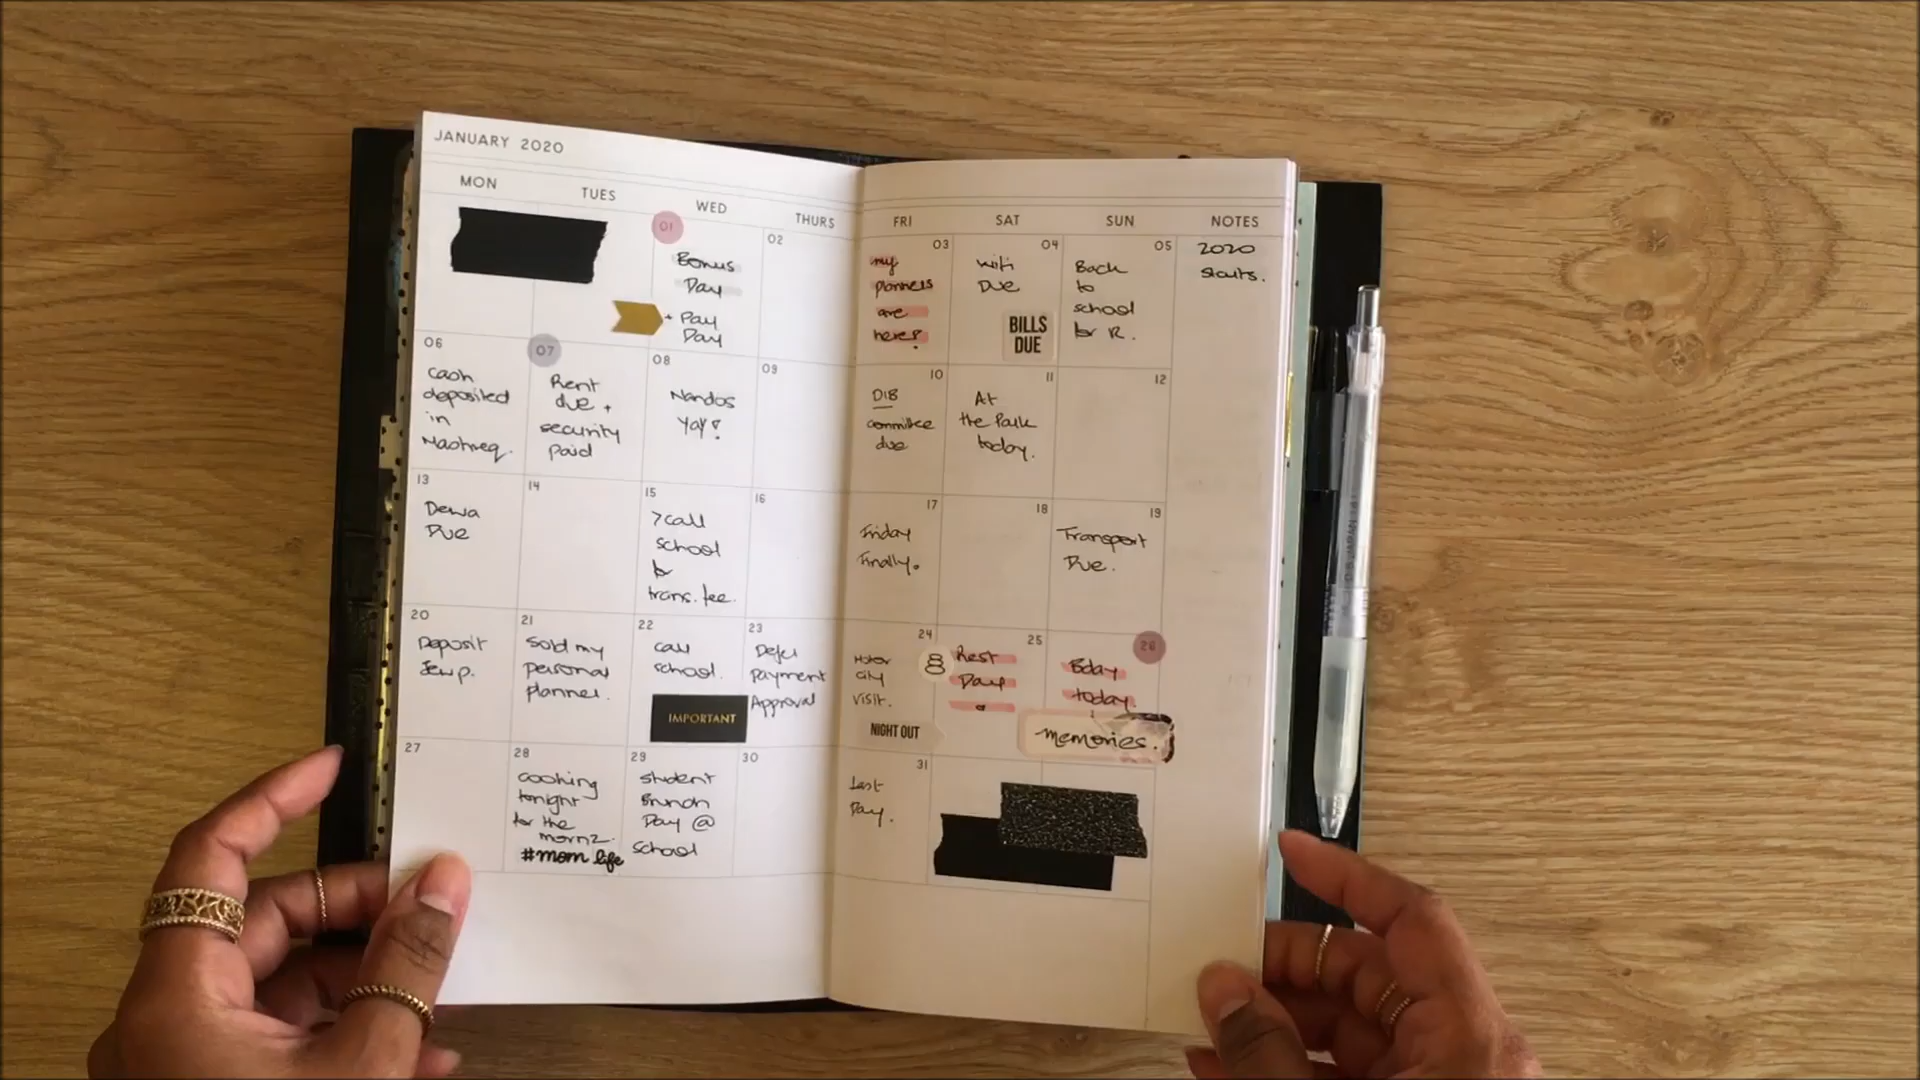 JANUARY 2020
MON TUES WED THURS FRI SAT SUN NOTES
01
Bonus
Day
+ Pay
Day
02
03
my
planners
are
here!
04
Wifi
Due
BILLS
DUE
05
Back
to
school
for R.
2020
starts.
06
Cash
deposited
in
Mashreq.
07
Rent
due +
security
paid
08
Nandos
Yay!
09
10
DIB
committee
due
11
At
the Park
today.
12
13
Dewa
Due
14
15
>call
school
for
trans. fee.
16
17
Friday
Finally.
18
19
Transport
Due.
20
Deposit
21
Sold my
personal
planner.
22
call
school.
IMPORTANT
23
payment
Approval
24
Motor
city
visit.
NIGHT OUT
25
Rest
Day
26
Bday
today.
memories.
27
28
cooking
tonight
for the
#mom life
29
student
Brunch
Day @
school
30
31
Last
Day.